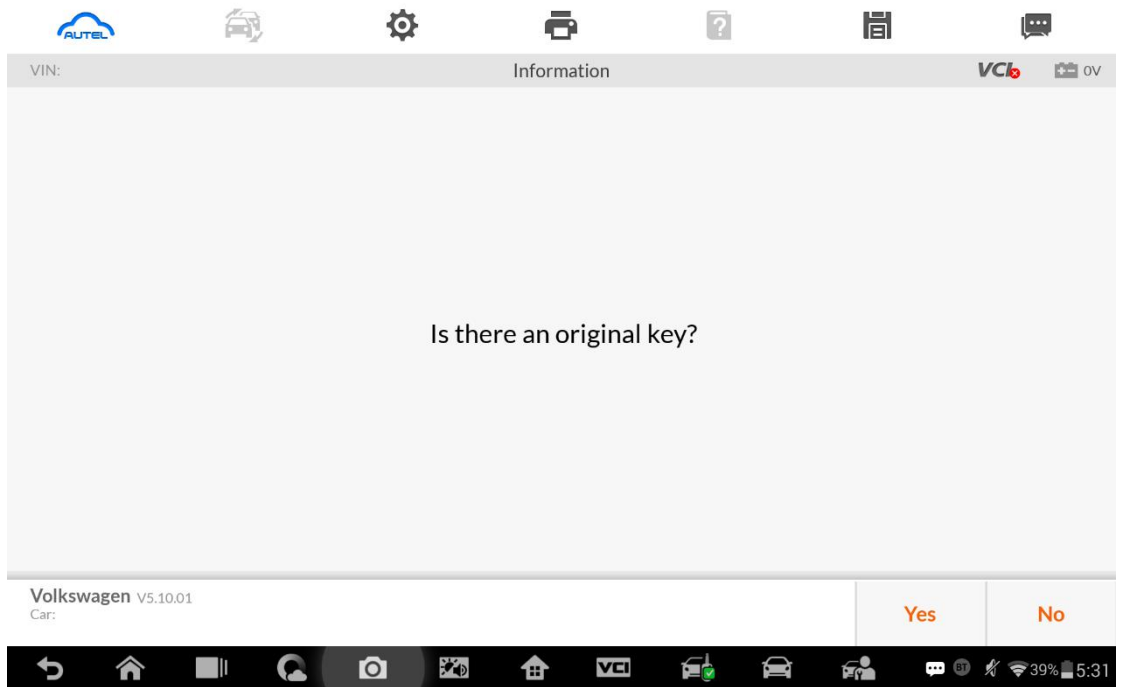 AUTEL
VIN:
Information
VCI
0V
Is there an original key?
Volkswagen V5.10.01
Car:
Yes
No
VCI
BT
39%
5:31